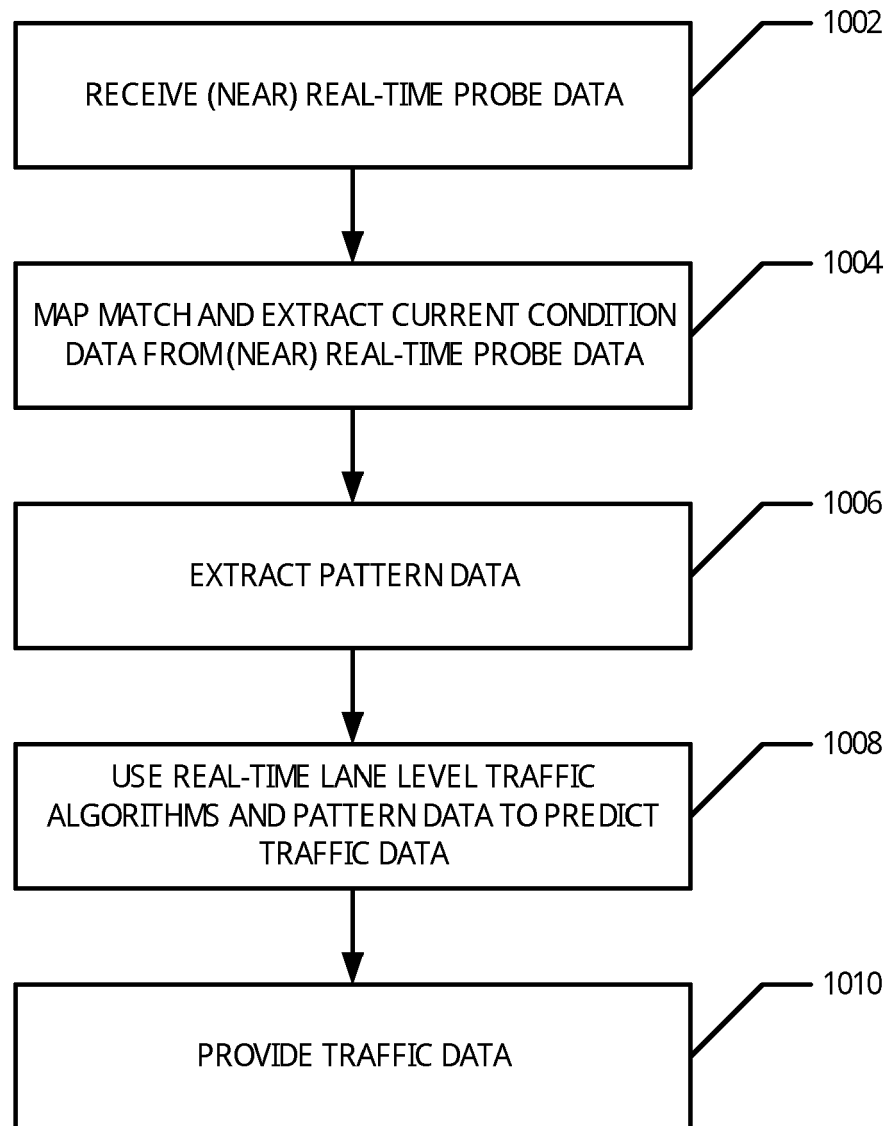 1002
RECEIVE (NEAR) REAL-TIME PROBE DATA
1004
MAP MATCH AND EXTRACT CURRENT CONDITION
DATA FROM (NEAR) REAL-TIME PROBE DATA
1006
EXTRACT PATTERN DATA
1008
USE REAL-TIME LANE LEVEL TRAFFIC
ALGORITHMS AND PATTERN DATA TO PREDICT
TRAFFIC DATA
1010
PROVIDE TRAFFIC DATA